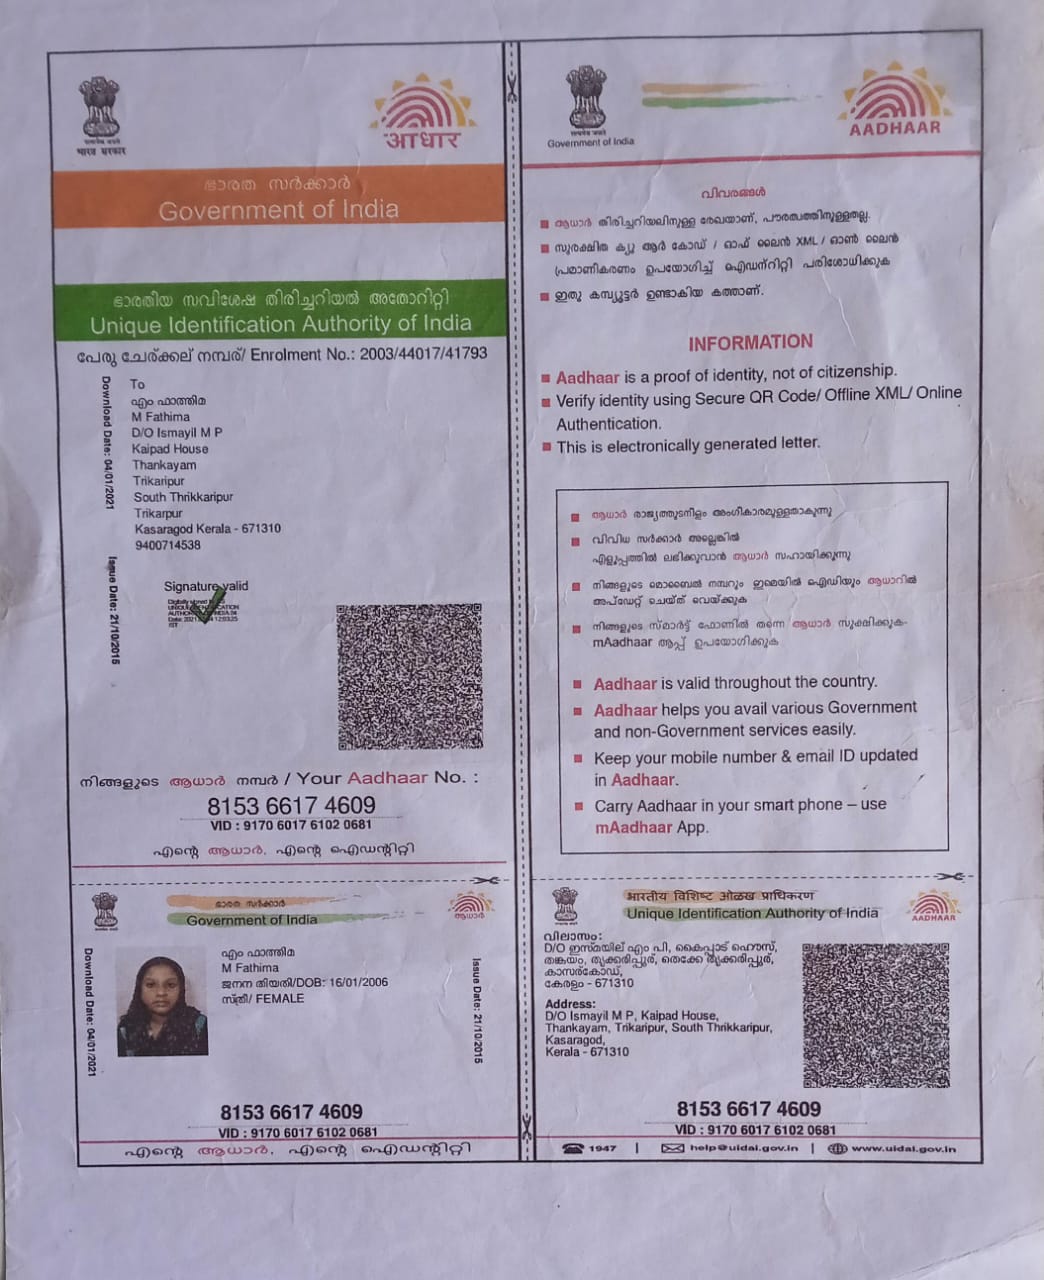 भारत सरकार
आधार
ഭാരത സർക്കാർ
Government of India
ഭാരതീയ സവിശേഷ തിരിച്ചറിയൽ അതോറിറ്റി
Unique Identification Authority of India
പേരു ചേര്ക്കല് നമ്പര്/ Enrolment No.: 2003/44017/41793
Download Date: 04/01/2021
Issue Date: 21/10/2015
To
എം ഫാത്തിമ
M Fathima
D/O Ismayil M P
Kaipad House
Thankayam
Trikaripur
South Thrikkaripur
Trikarpur
Kasaragod Kerala - 671310
9400714538
Signature valid
നിങ്ങളുടെ ആധാർ നമ്പർ / Your Aadhaar No. :
8153 6617 4609
VID : 9170 6017 6102 0681
എന്റെ ആധാർ, എന്റെ ഐഡന്റിറ്റി
Government of India
AADHAAR
വിവരങ്ങൾ
ആധാർ തിരിച്ചറിയലിനുള്ള രേഖയാണ്, പൗരത്വത്തിനുള്ളതല്ല.
സുരക്ഷിത ക്യു ആർ കോഡ് / ഓഫ് ലൈൻ XML / ഓൺ ലൈൻ
പ്രമാണികരണം ഉപയോഗിച്ച് ഐഡന്റിറ്റി പരിശോധിക്കുക
ഇതു കമ്പ്യൂട്ടർ ഉണ്ടാകിയ കത്താണ്.
INFORMATION
Aadhaar is a proof of identity, not of citizenship.
Verify identity using Secure QR Code/ Offline XML/ Online
Authentication.
This is electronically generated letter.
ആധാർ രാജ്യത്തുടനീളം അംഗീകാരമുള്ളതാകുന്നു
വിവിധ സർക്കാർ അല്ലെങ്കിൽ
എളുപ്പത്തിൽ ലഭിക്കുവാൻ ആധാർ സഹായിക്കുന്നു
നിങ്ങളുടെ മൊബൈൽ നമ്പറും ഇമെയിൽ ഐഡിയും ആധാറിൽ
അപ്ഡേറ്റ് ചെയ്ത് വെയ്ക്കുക
നിങ്ങളുടെ സ്മാർട്ട് ഫോണിൽ തന്നെ ആധാർ സൂക്ഷിക്കുക-
mAadhaar ആപ്പ് ഉപയോഗിക്കുക
Aadhaar is valid throughout the country.
Aadhaar helps you avail various Government
and non-Government services easily.
Keep your mobile number & email ID updated
in Aadhaar.
Carry Aadhaar in your smart phone – use
mAadhaar App.
ഭാരത സർക്കാർ
Government of India
ആധാർ
Download Date: 04/01/2021
എം ഫാത്തിമ
M Fathima
ജനന തിയതി/DOB: 16/01/2006
സ്ത്രീ/ FEMALE
Issue Date: 21/10/2015
8153 6617 4609
VID : 9170 6017 6102 0681
എന്റെ ആധാർ, എന്റെ ഐഡന്റിറ്റി
भारतीय विशिष्ट ओळख प्राधिकरण
Unique Identification Authority of India
AADHAAR
വിലാസം:
D/O ഇസ്മയില് എം പി, കൈപ്പാട് ഹൌസ്,
തങ്കയം, തൃക്കരിപ്പൂര്, തെക്കേ തൃക്കരിപ്പൂര്,
കാസര്കോഡ്,
കേരളം - 671310
Address:
D/O Ismayil M P, Kaipad House,
Thankayam, Trikaripur, South Thrikkaripur,
Kasaragod,
Kerala - 671310
8153 6617 4609
VID : 9170 6017 6102 0681
1947 | help@uidai.gov.in | www.uidai.gov.in